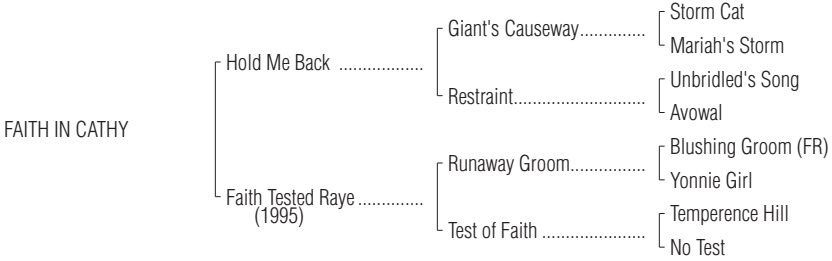 Storm Cat
Giant's Causeway..............
Mariah's Storm
Hold Me Back ..................
Unbridled's Song
Restraint............................
Avowal
FAITH IN CATHY
Blushing Groom (FR)
Runaway Groom................
Yonnie Girl
Faith Tested Raye ..............
(1995)
Temperence Hill
Test of Faith ......................
No Test